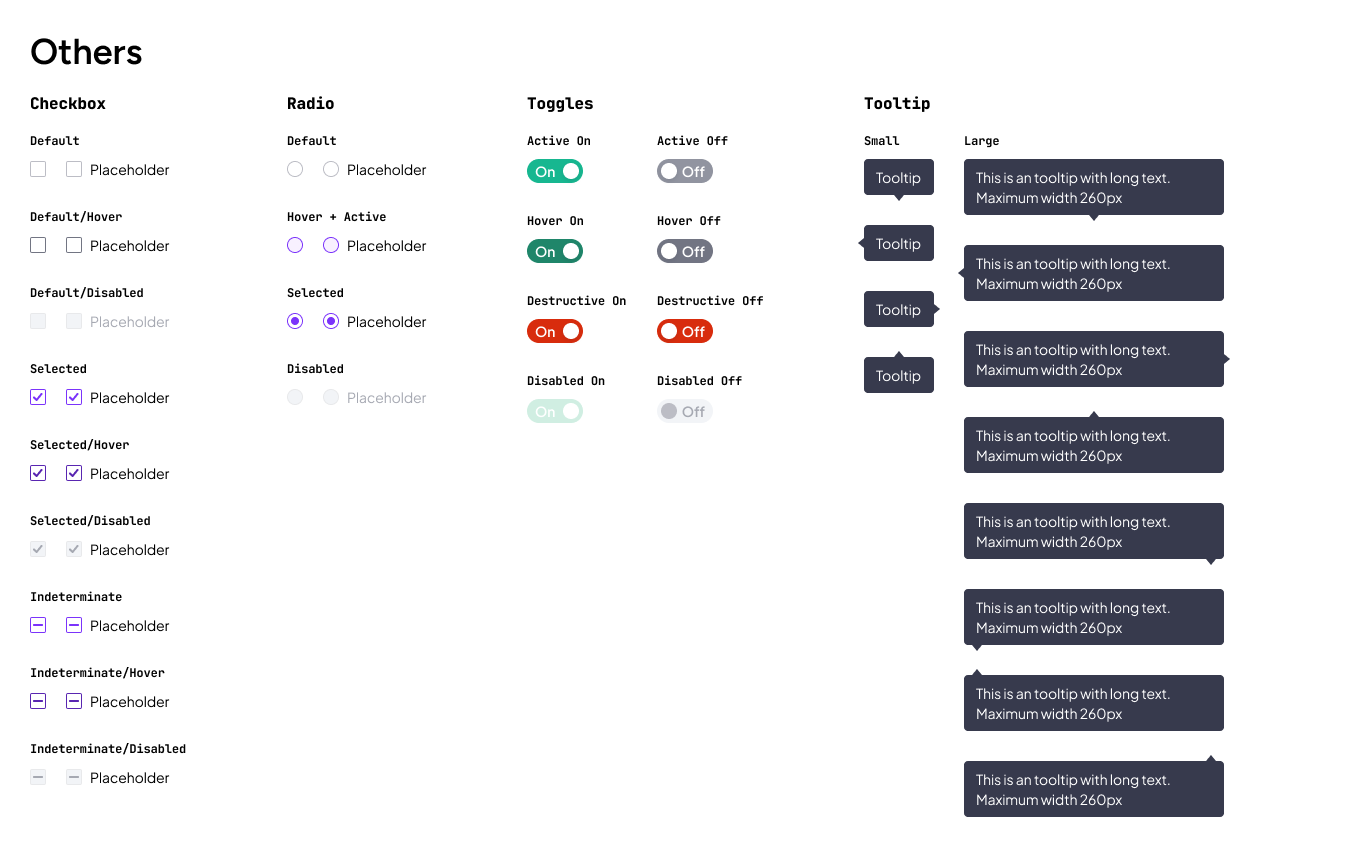 Others
Checkbox
Default
Placeholder
Default/Hover
Placeholder
Default/Disabled
Placeholder
Selected
Placeholder
Selected/Hover
Placeholder
Selected/Disabled
Placeholder
Indeterminate
Placeholder
Indeterminate/Hover
Placeholder
Indeterminate/Disabled
Placeholder
Radio
Default
Placeholder
Hover + Active
Placeholder
Selected
Placeholder
Disabled
Placeholder
Toggles
Active On
On
Active Off
Off
Hover On
On
Hover Off
Off
Destructive On
On
Destructive Off
Off
Disabled On
On
Disabled Off
Off
Tooltip
Small
Tooltip
Tooltip
Tooltip
Tooltip
Large
This is an tooltip with long text.
Maximum width 260px
This is an tooltip with long text.
Maximum width 260px
This is an tooltip with long text.
Maximum width 260px
This is an tooltip with long text.
Maximum width 260px
This is an tooltip with long text.
Maximum width 260px
This is an tooltip with long text.
Maximum width 260px
This is an tooltip with long text.
Maximum width 260px
This is an tooltip with long text.
Maximum width 260px